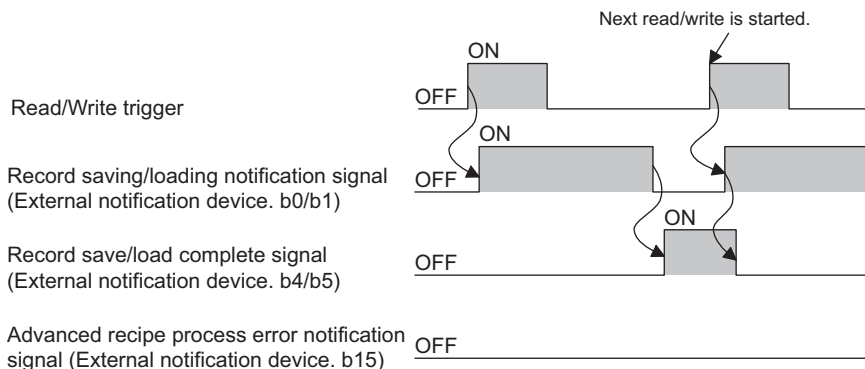 Next read/write is started.
ON
OFF
Read/Write trigger
ON
Record saving/loading notification signal
(External notification device. b0/b1)
OFF
ON
Record save/load complete signal
(External notification device. b4/b5)
OFF
Advanced recipe process error notification
signal (External notification device. b15)
OFF